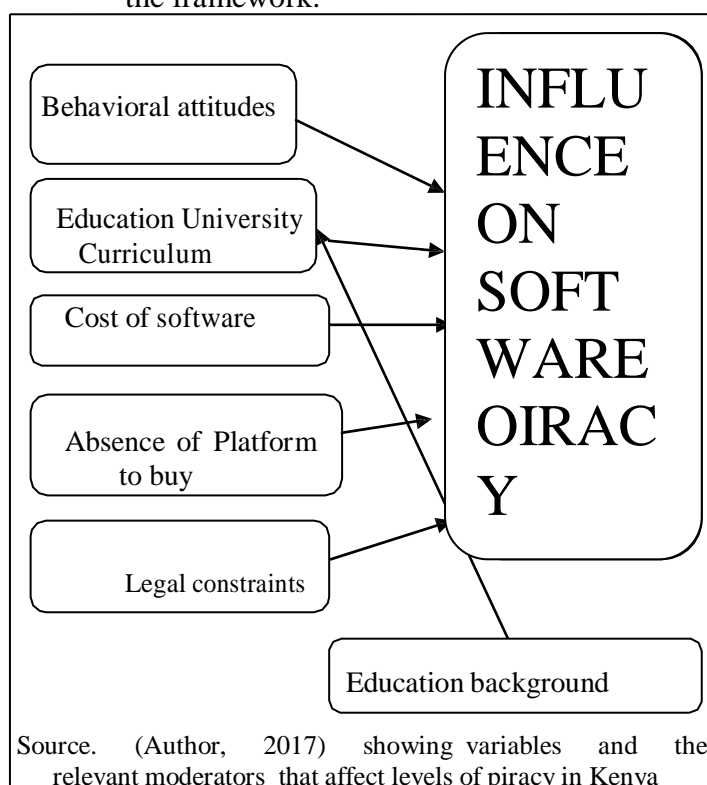 the framework.
Behavioral attitudes
Education University
Curriculum
Cost of software
Absence of Platform
to buy
Legal constraints
INFLU
ENCE
ON
SOFT
WARE
OIRAC
Y
Education background
Source. (Author, 2017) showing variables and the
relevant moderators that affect levels of piracy in Kenya